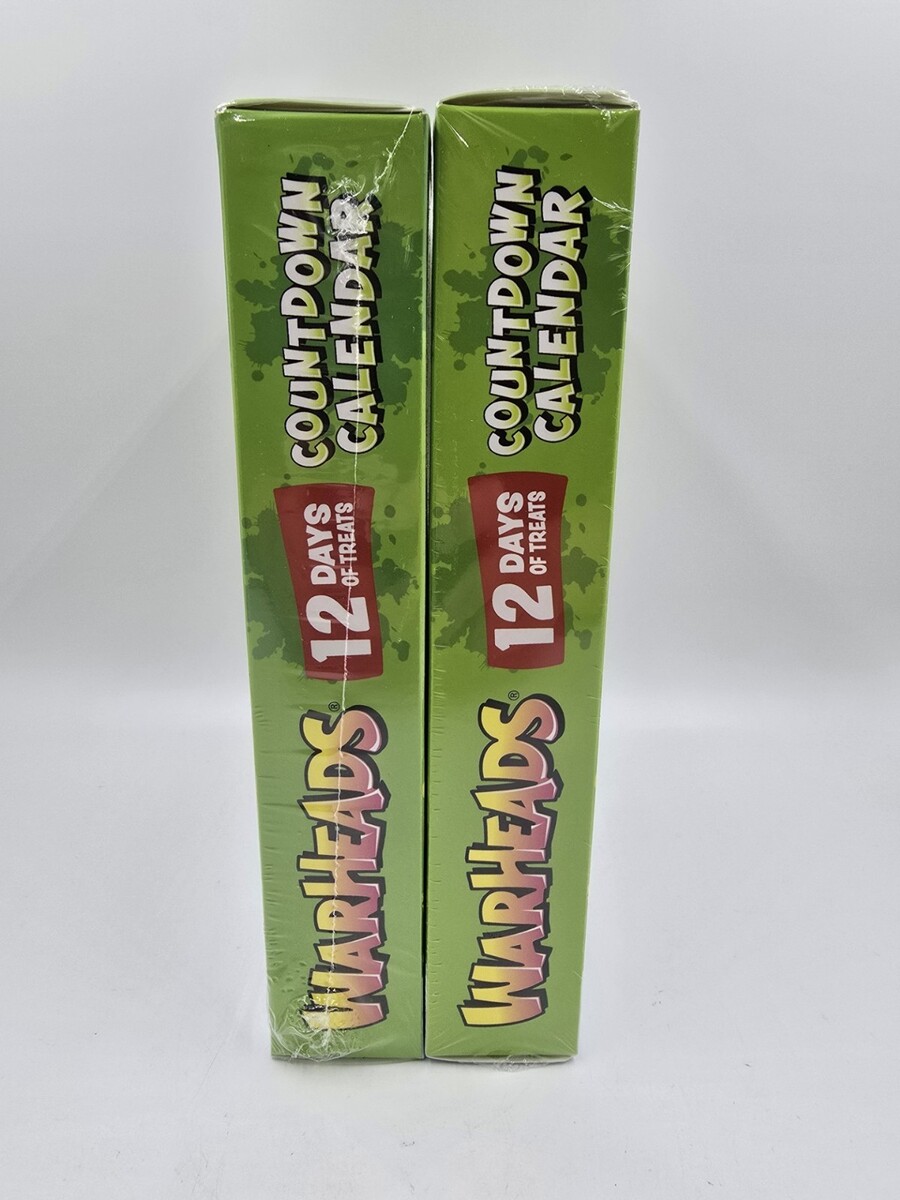 WARHEADS®
12 DAYS
OF TREATS
COUNTDOWN
CALENDAR
WARHEADS®
12 DAYS
OF TREATS
COUNTDOWN
CALENDAR